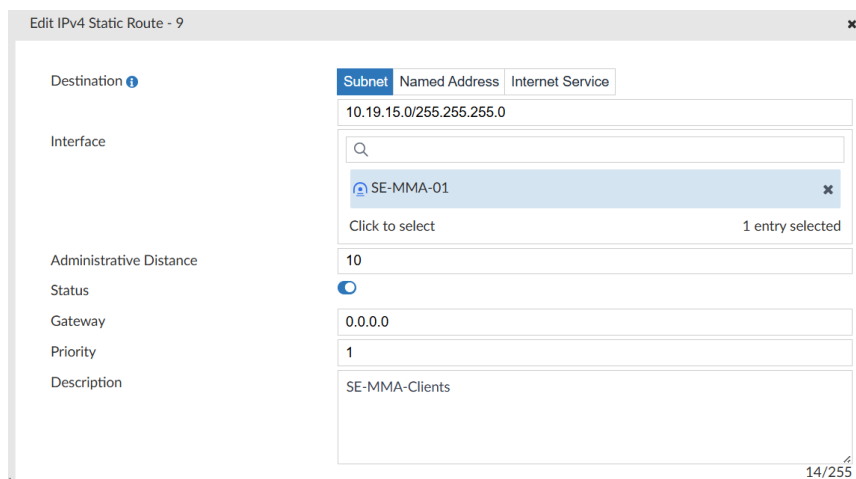 Edit IPv4 Static Route - 9
Destination
Subnet Named Address Internet Service
10.19.15.0/255.255.255.0
Interface
SE-MMA-01
Click to select 1 entry selected
Administrative Distance 10
Status
Gateway 0.0.0.0
Priority 1
Description SE-MMA-Clients
14/255